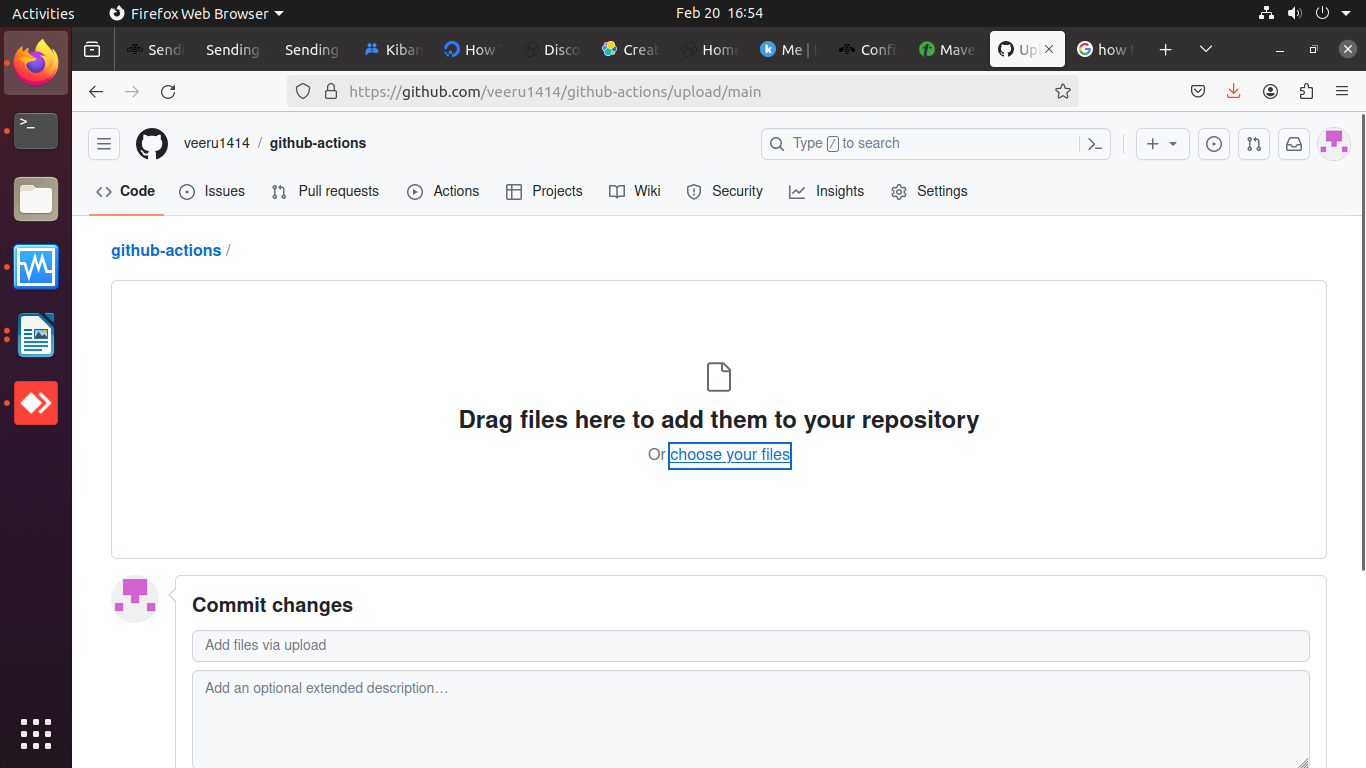 Activities
Firefox Web Browser
Feb 20 16:54
Sendi
Sending
Sending
Kiban
How
Disco
Creat
Home
Me |
Confi
Mave
Upl
how t
https://github.com/veeru1414/github-actions/upload/main
veeru1414 / github-actions
Type / to search
Code
Issues
Pull requests
Actions
Projects
Wiki
Security
Insights
Settings
github-actions /
Drag files here to add them to your repository
Or choose your files
Commit changes
Add files via upload
Add an optional extended description…